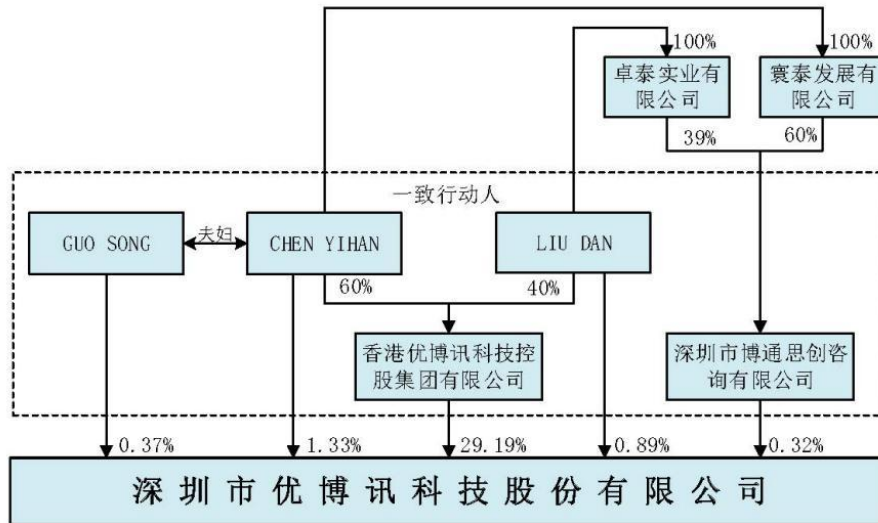 100%
100%
卓泰实业有
限公司
寰泰发展有
限公司
39%
60%
一致行动人
GUO SONG
夫妇
CHEN YIHAN
LIU DAN
60%
40%
香港优博讯科技控
股集团有限公司
深圳市博通思创咨
询有限公司
0.37%
1.33%
29.19%
0.89%
0.32%
深圳市优博讯科技股份有限公司